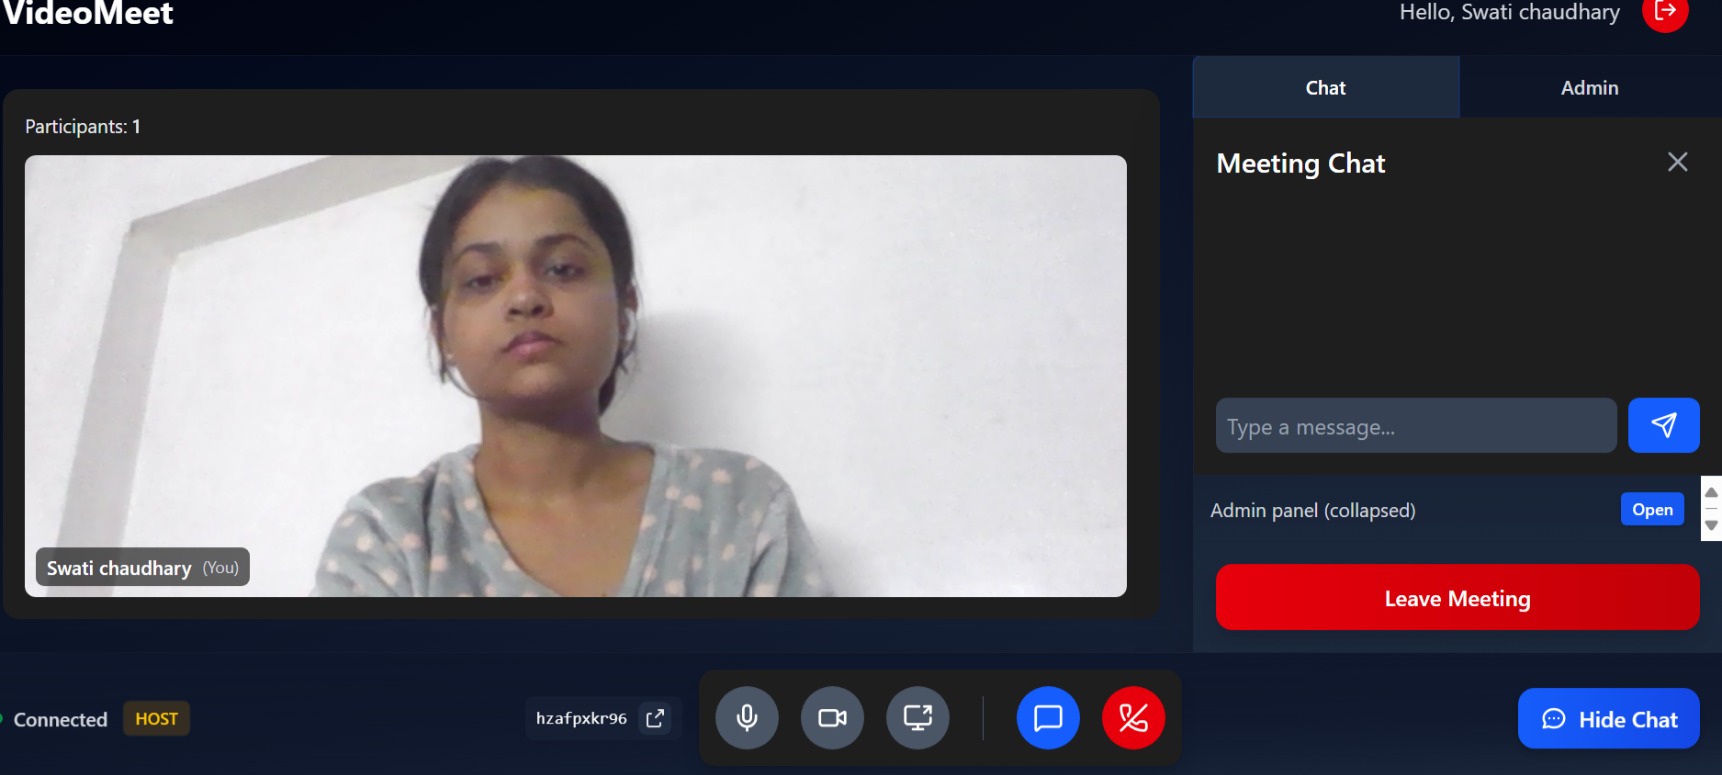 VideoMeet
Hello, Swati chaudhary
Participants: 1
Swati chaudhary (You)
Chat
Admin
Meeting Chat
Type a message...
Admin panel (collapsed)
Open
Leave Meeting
Connected
HOST
hzafpxkr96
Hide Chat